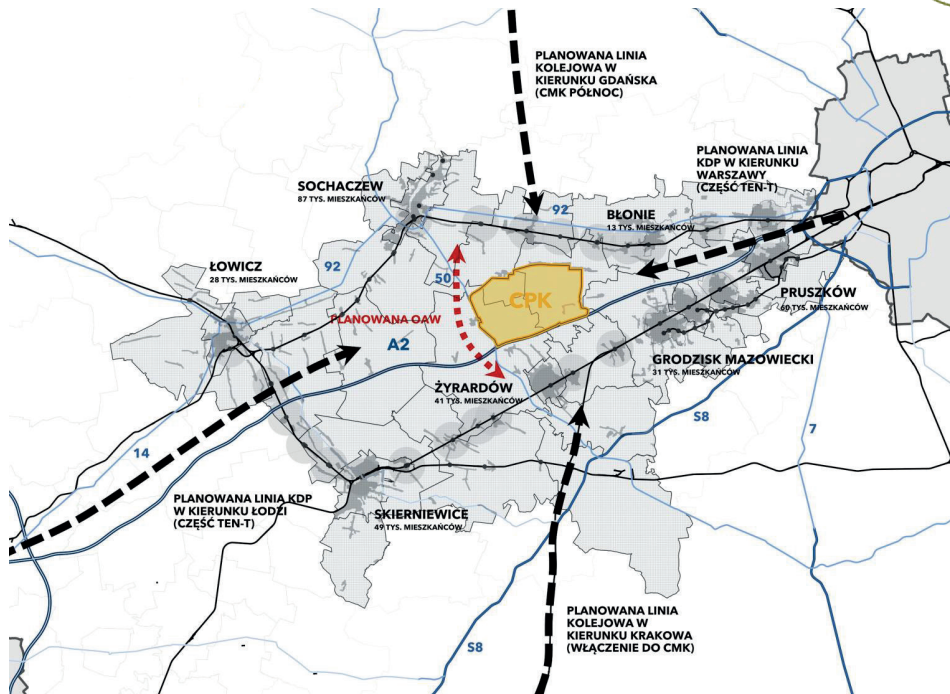 PLANOWANA LINIA
KOLEJOWA W
KIERUNKU GDAŃSKA
(CMK PÓŁNOC)
PLANOWANA LINIA
KDP W KIERUNKU
WARSZAWY
(CZĘŚĆ TEN-T)
SOCHACZEW
87 TYS. MIESZKAŃCÓW
92
BŁONIE
13 TYS. MIESZKAŃCÓW
ŁOWICZ
28 TYS. MIESZKAŃCÓW
92
50
CPK
PRUSZKÓW
60 TYS. MIESZKAŃCÓW
PLANOWANA OAW
A2
GRODZISK MAZOWIECKI
31 TYS. MIESZKAŃCÓW
ŻYRARDÓW
41 TYS. MIESZKAŃCÓW
S8
7
14
PLANOWANA LINIA KDP
W KIERUNKU ŁODZI
(CZĘŚĆ TEN-T)
SKIERNIEWICE
49 TYS. MIESZKAŃCÓW
PLANOWANA LINIA
KOLEJOWA W
KIERUNKU KRAKOWA
(WŁĄCZENIE DO CMK)
S8